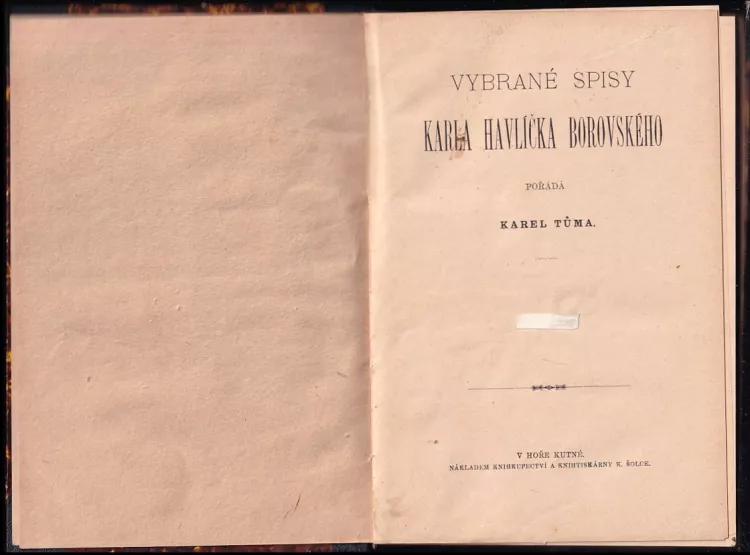 VYBRANÉ SPISY
KARLA HAVLÍČKA BOROVSKÉHO
POŘÁDÁ
KAREL TŮMA.
V HOŘE KUTNÉ.
NÁKLADEM KNIHKUPECTVÍ A KNIHTISKÁRNY K. ŠOLCE.